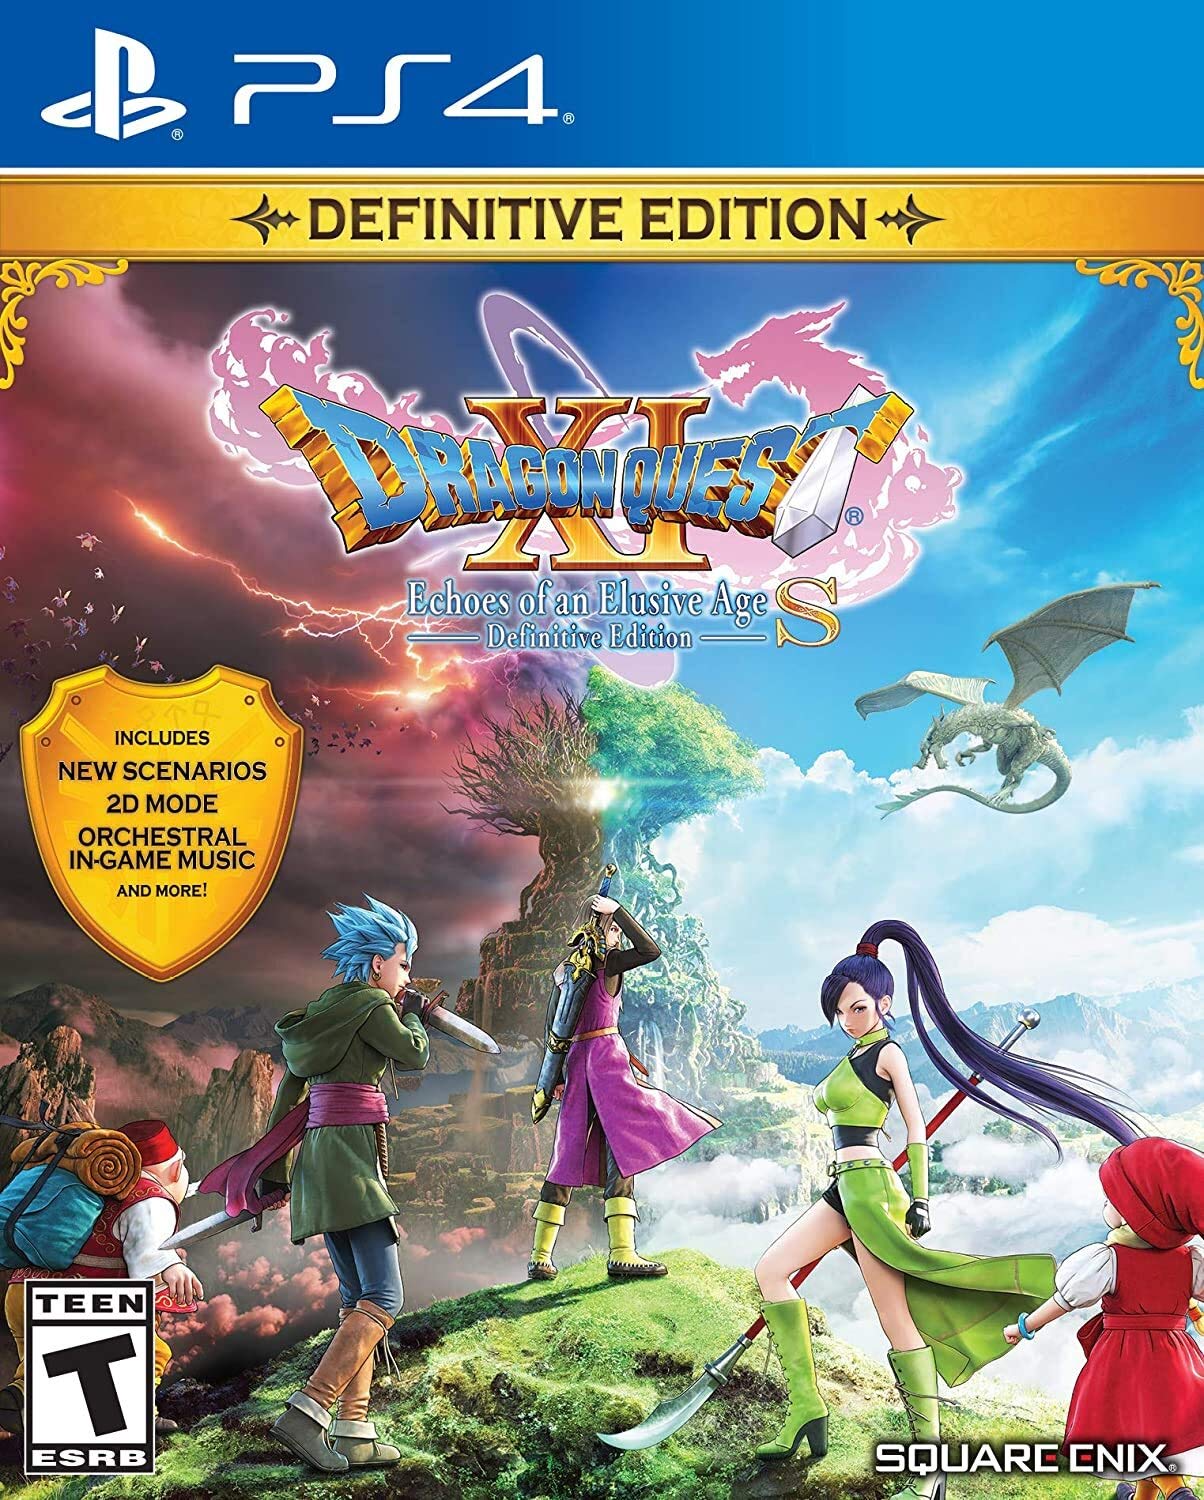 PS4
DEFINITIVE EDITION
DRAGON QUEST
XI
®
Echoes of an Elusive Age S
Definitive Edition
INCLUDES
NEW SCENARIOS
2D MODE
ORCHESTRAL
IN-GAME MUSIC
AND MORE!
TEEN
T
ESRB
SQUARE ENIX